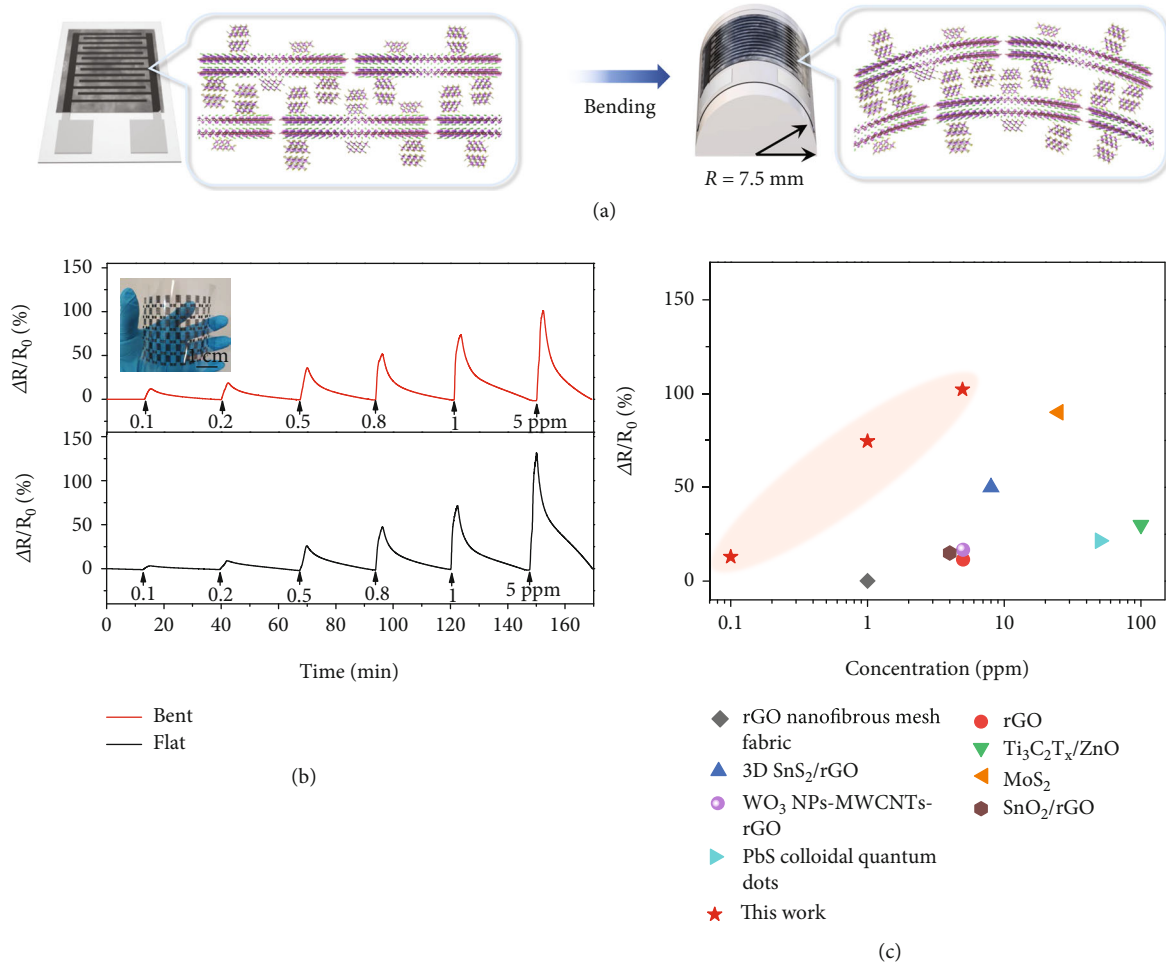 Bending
R = 7.5 mm
(a)
150
100
50
0
ΔR/R₀ (%)
1 cm
0.1
0.2
0.5
0.8
1
5 ppm
150
100
50
0
ΔR/R₀ (%)
0.1
0.2
0.5
0.8
1
5 ppm
0
20
40
60
80
100
120
140
160
Time (min)
Bent
Flat
(b)
150
100
50
0
ΔR/R₀ (%)
0.1
1
10
100
Concentration (ppm)
rGO nanofibrous mesh
fabric
3D SnS₂/rGO
WO₃ NPs-MWCNTs-
rGO
PbS colloidal quantum
dots
This work
rGO
Ti₃C₂Tₓ/ZnO
MoS₂
SnO₂/rGO
(c)